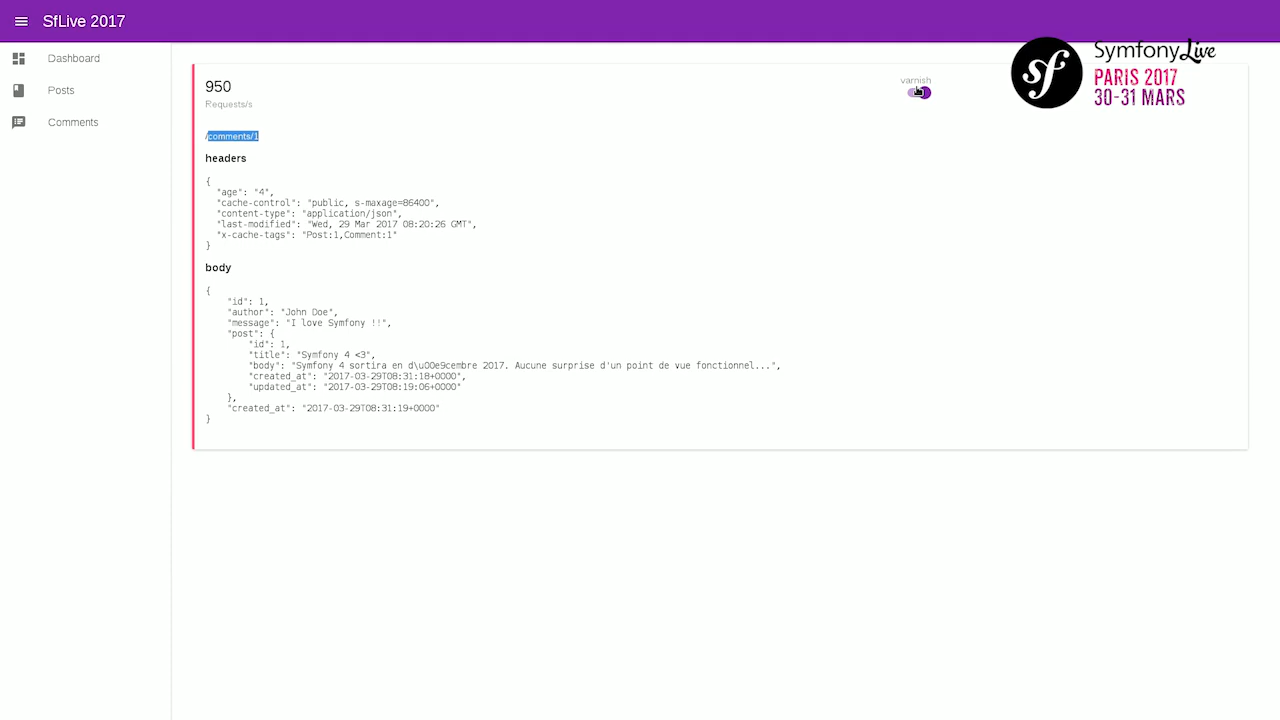 SfLive 2017
Dashboard
Posts
Comments
950
Requests/s
varnish
sf
SymfonyLive
PARIS 2017
30-31 MARS
/comments/1
headers
{
"age": "4",
"cache-control": "public, s-maxage=86400",
"content-type": "application/json",
"last-modified": "Wed, 29 Mar 2017 08:20:26 GMT",
"x-cache-tags": "Post:1,Comment:1"
}
body
{
"id": 1,
"author": "John Doe",
"message": "I love Symfony !!",
"post": {
"id": 1,
"title": "Symfony 4 <3",
"body": "Symfony 4 sortira en d\u00e9cembre 2017. Aucune surprise d'un point de vue fonctionnel...",
"created_at": "2017-03-29T08:31:18+0000",
"updated_at": "2017-03-29T08:19:06+0000"
},
"created_at": "2017-03-29T08:31:19+0000"
}